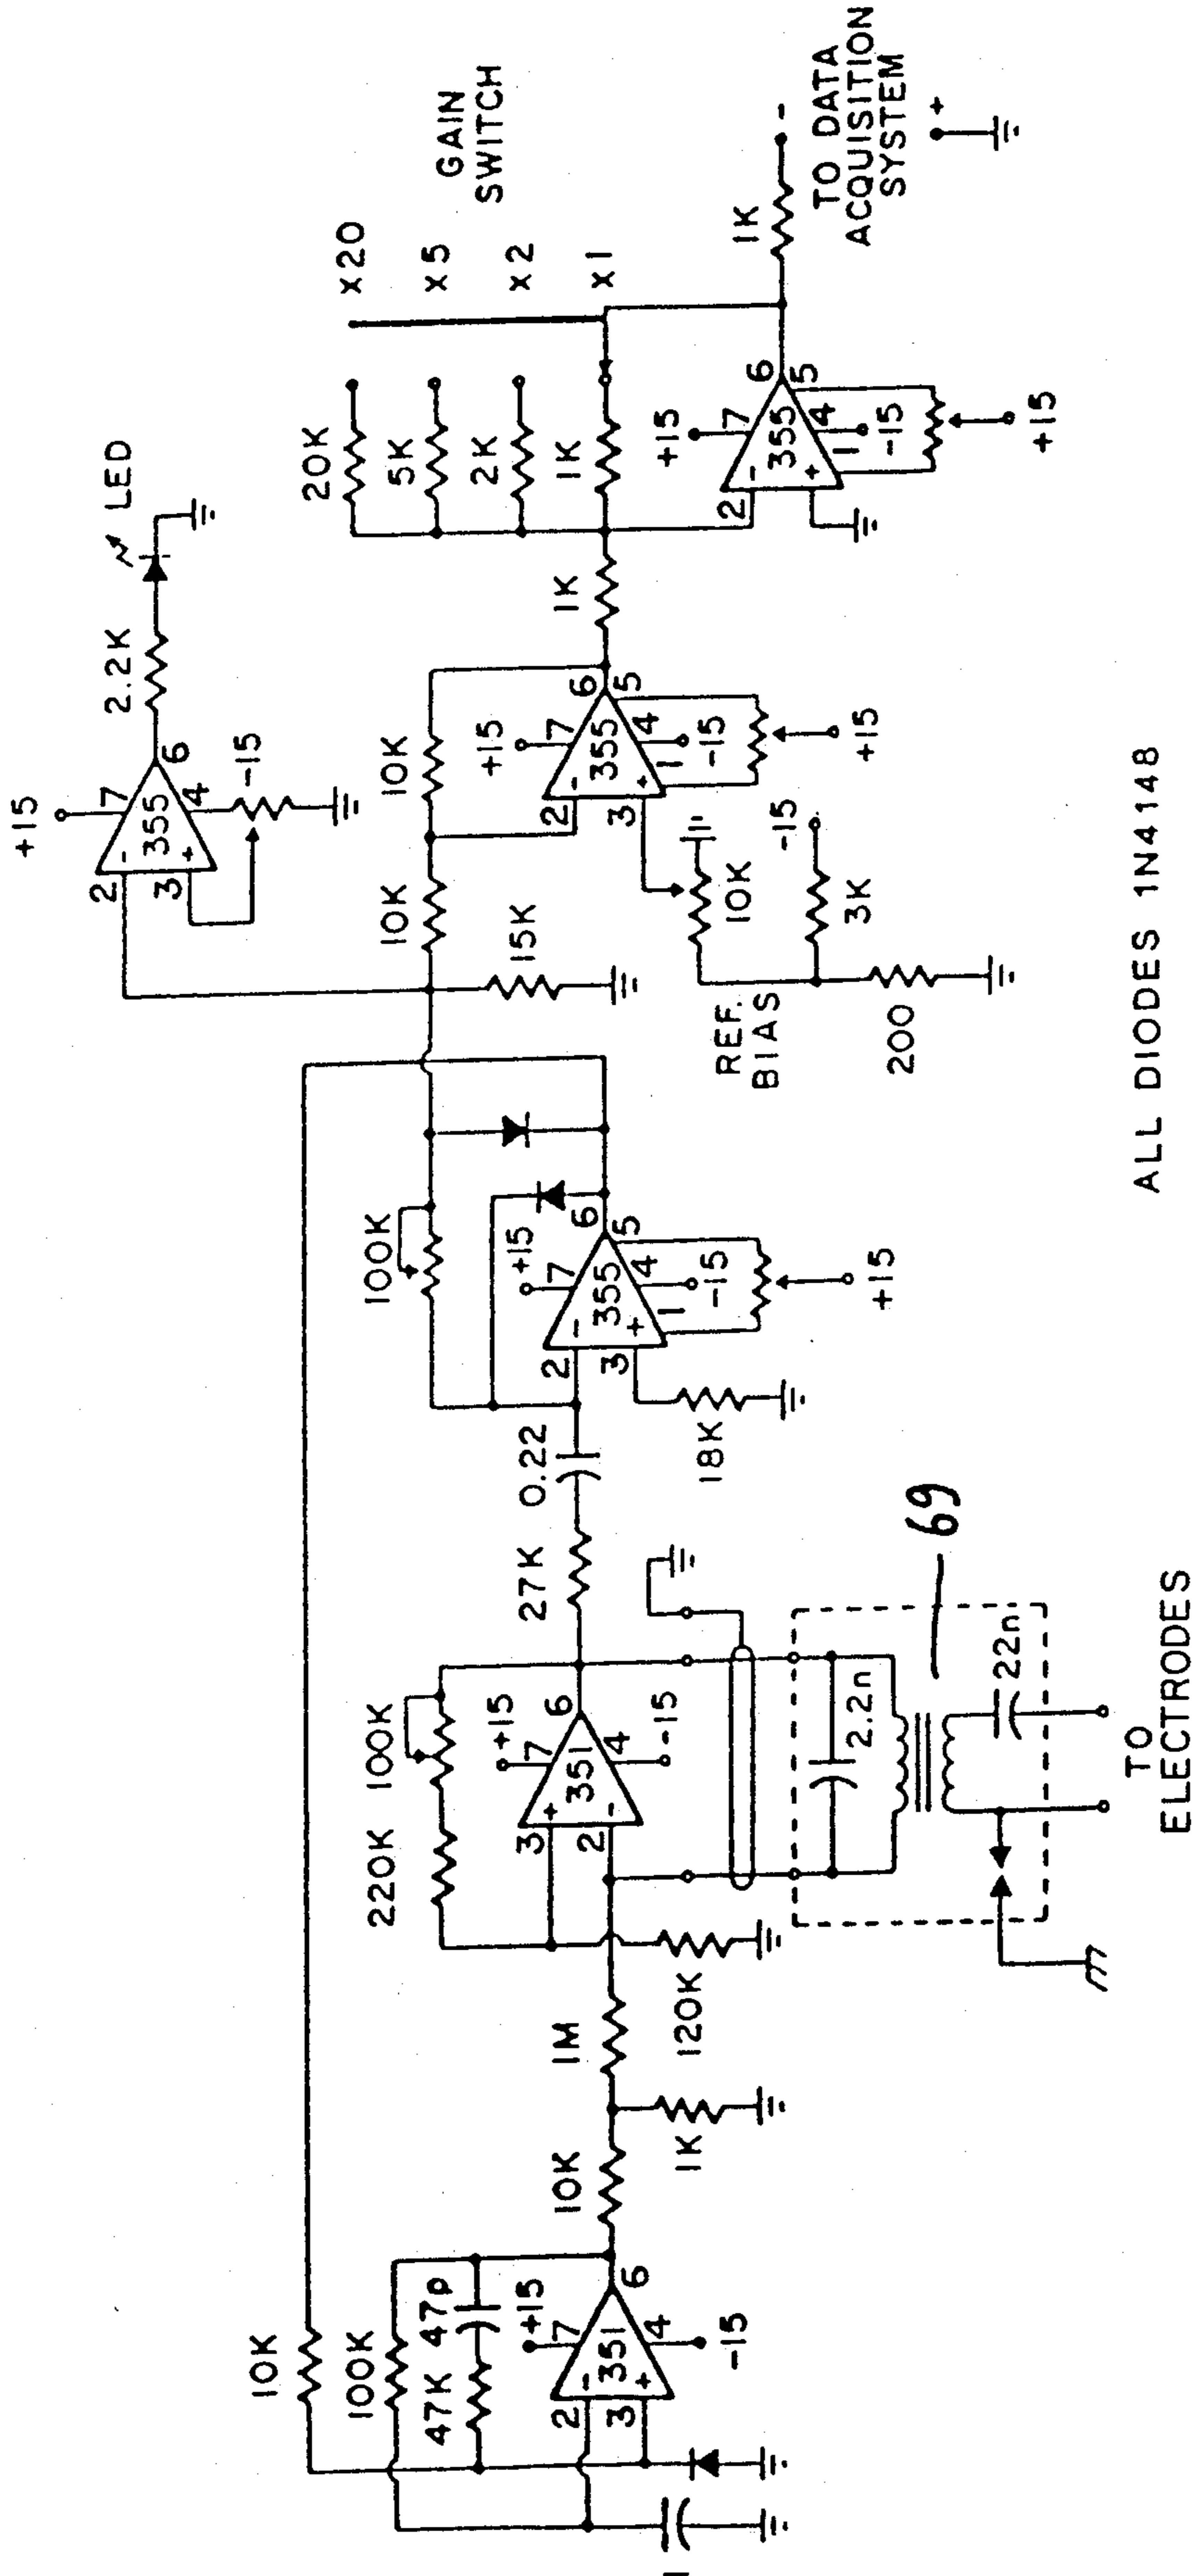 +15
2
7
355
-
+
3
4
6
-15
2.2K
LED
GAIN
SWITCH
20K
x20
5K
x5
2K
x2
1K
x1
1K
+15
2
7
-
355
+
1
4
-15
6
5
+15
1K
-
TO DATA
ACQUISITION
SYSTEM
+
10K
10K
15K
+15
2
7
-
355
+
3
1
4
-15
6
5
+15
10K
REF.
BIAS
-15
3K
200
100K
+15
2
7
-
355
+
3
1
4
-15
6
5
+15
18K
27K
0.22
220K
100K
+15
3
7
+
351
-
2
4
-15
6
120K
1M
1K
10K
10K
100K
47K
47p
+15
2
7
-
351
+
3
4
-15
6
69
2.2n
22n
TO
ELECTRODES
ALL DIODES 1N4148